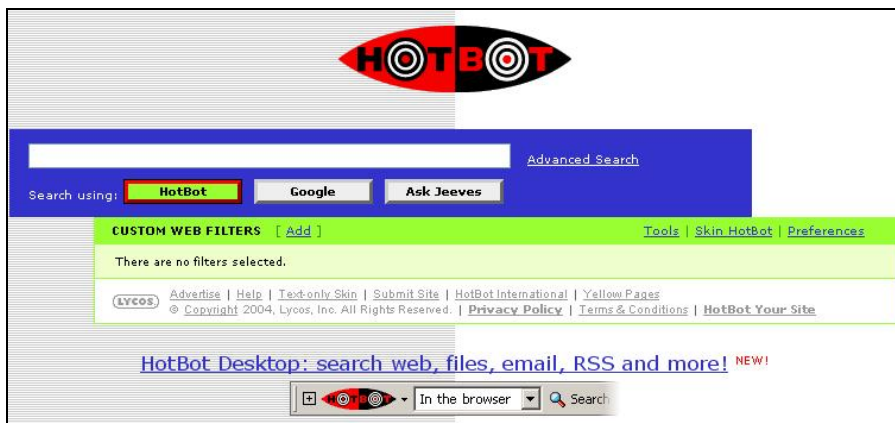 HOTBOT
Advanced Search
Search using: HotBot Google Ask Jeeves
CUSTOM WEB FILTERS [ Add ] Tools | Skin HotBot | Preferences
There are no filters selected.
LYCOS Advertise | Help | Text-only Skin | Submit Site | HotBot International | Yellow Pages
© Copyright 2004, Lycos, Inc. All Rights Reserved. | Privacy Policy | Terms & Conditions | HotBot Your Site
HotBot Desktop: search web, files, email, RSS and more! NEW!
HOTBOT In the browser Search